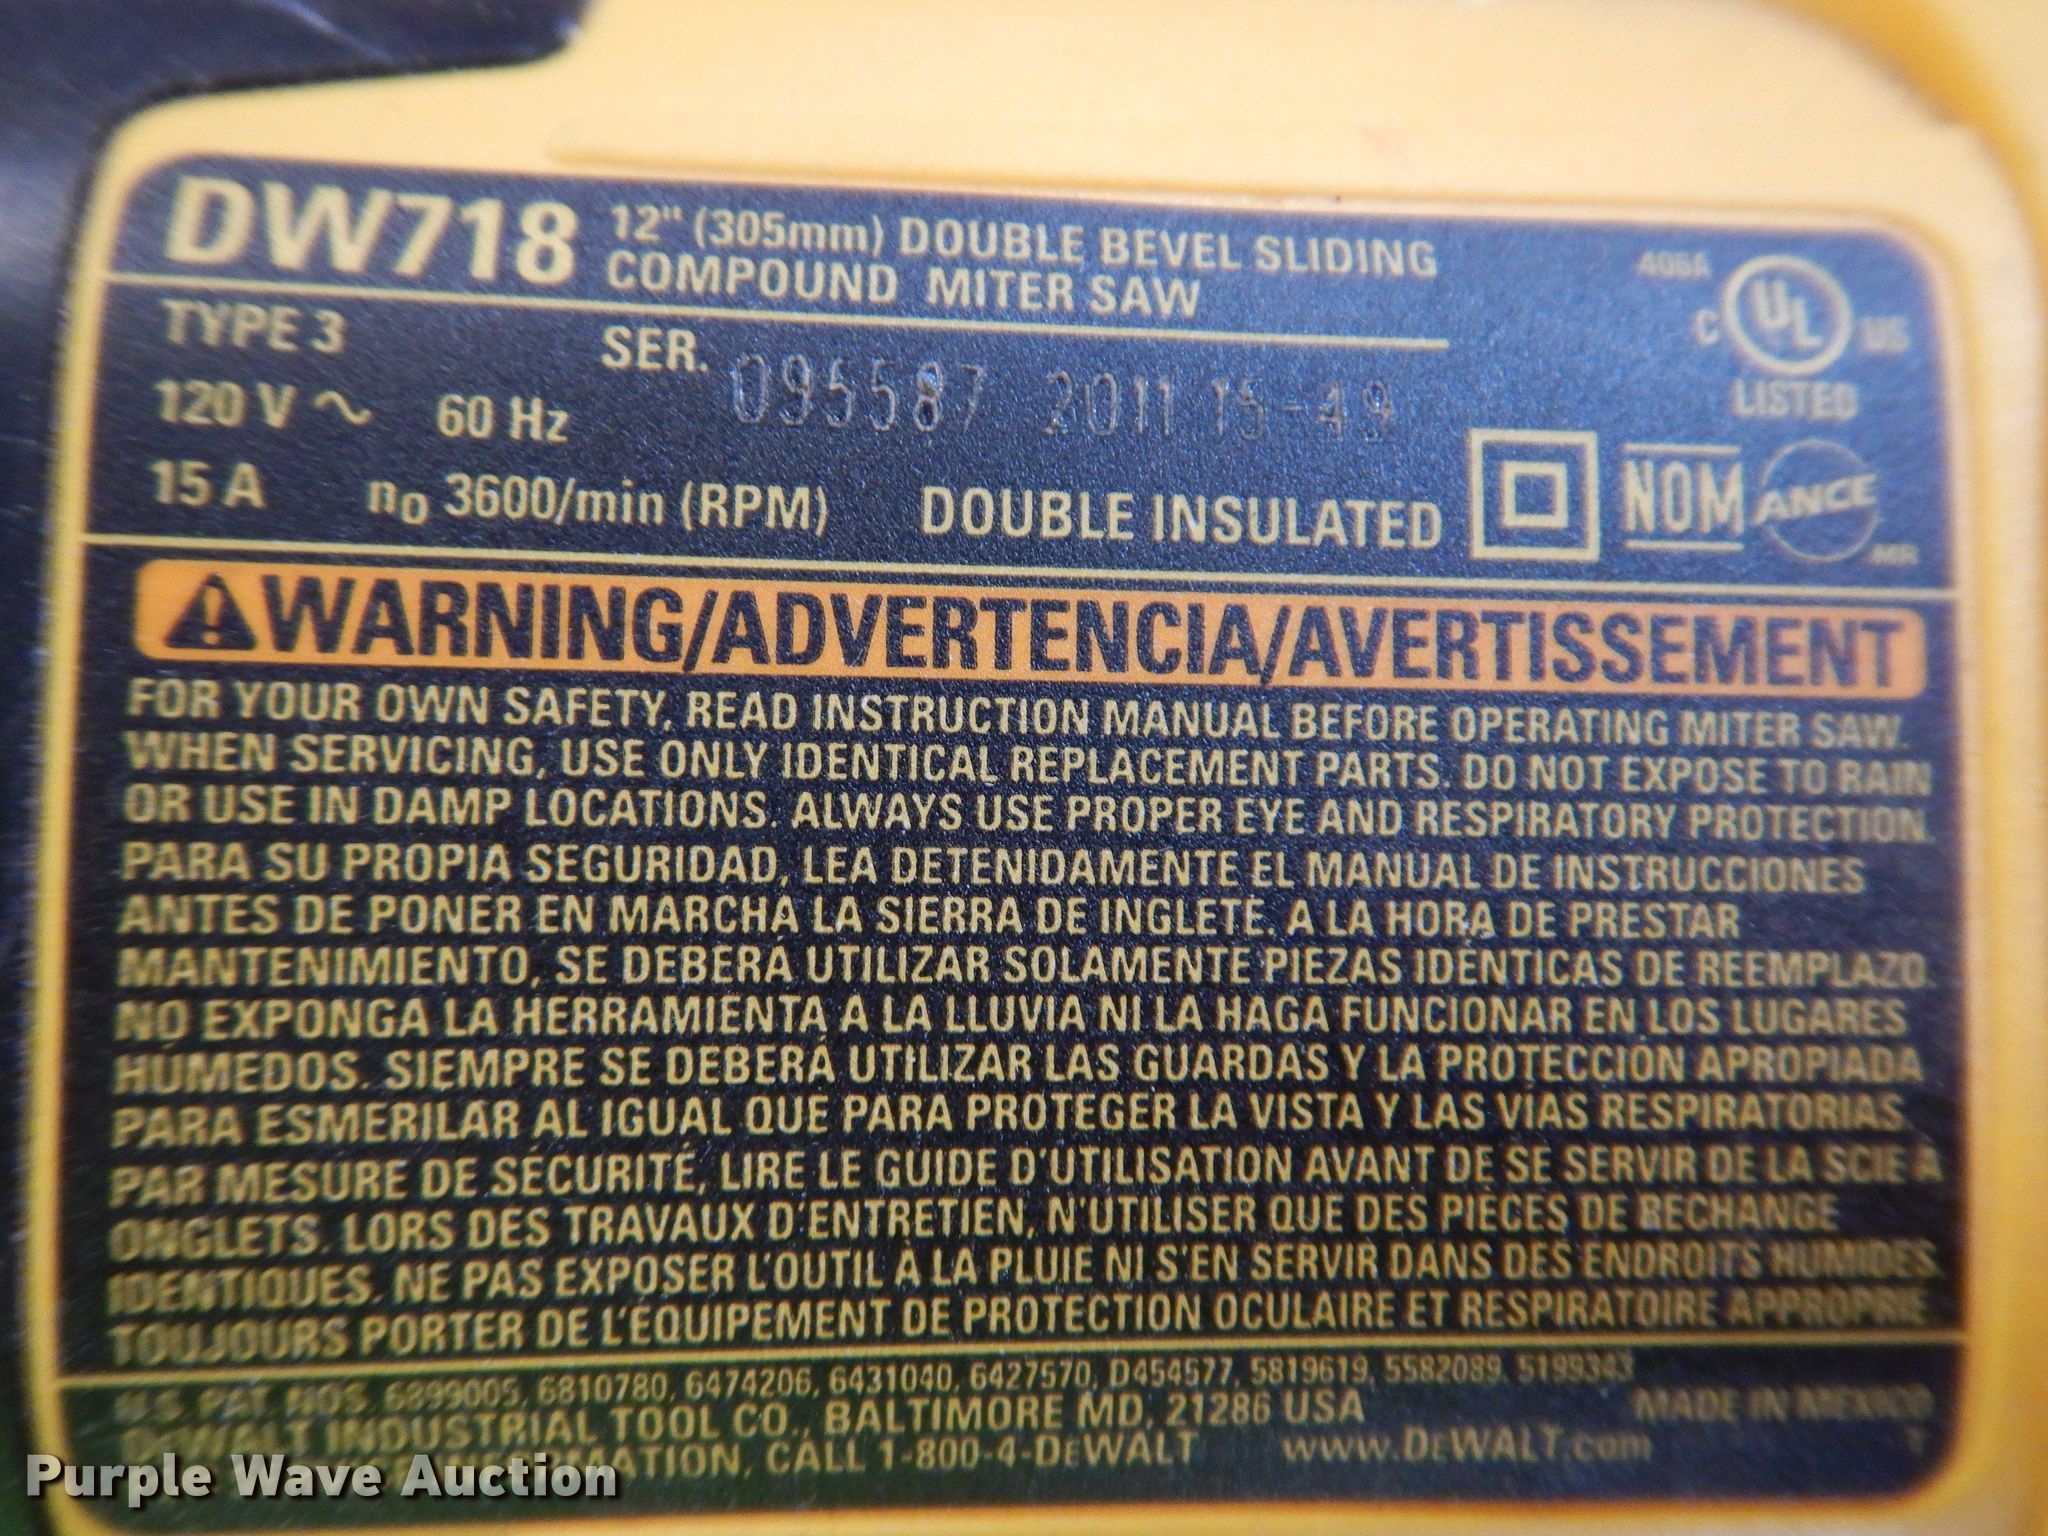 DW718 12" (305mm) DOUBLE BEVEL SLIDING
COMPOUND MITER SAW
406A
C UL US
LISTED
TYPE 3
SER. 095587 2011 15-49
120 V ~ 60 Hz
15 A n₀ 3600/min (RPM) DOUBLE INSULATED
NOM ANCE MR
WARNING/ADVERTENCIA/AVERTISSEMENT
FOR YOUR OWN SAFETY, READ INSTRUCTION MANUAL BEFORE OPERATING MITER SAW.
WHEN SERVICING, USE ONLY IDENTICAL REPLACEMENT PARTS. DO NOT EXPOSE TO RAIN
OR USE IN DAMP LOCATIONS. ALWAYS USE PROPER EYE AND RESPIRATORY PROTECTION.
PARA SU PROPIA SEGURIDAD, LEA DETENIDAMENTE EL MANUAL DE INSTRUCCIONES
ANTES DE PONER EN MARCHA LA SIERRA DE INGLETE. A LA HORA DE PRESTAR
MANTENIMIENTO, SE DEBERÁ UTILIZAR SOLAMENTE PIEZAS IDÉNTICAS DE REEMPLAZO.
NO EXPONGA LA HERRAMIENTA A LA LLUVIA NI LA HAGA FUNCIONAR EN LOS LUGARES
HÚMEDOS. SIEMPRE SE DEBERÁ UTILIZAR LAS GUARDAS Y LA PROTECCIÓN APROPIADA
PARA ESMERILAR AL IGUAL QUE PARA PROTEGER LA VISTA Y LAS VÍAS RESPIRATORIAS.
PAR MESURE DE SÉCURITÉ, LIRE LE GUIDE D'UTILISATION AVANT DE SE SERVIR DE LA SCIE À
ONGLETS. LORS DES TRAVAUX D'ENTRETIEN, N'UTILISER QUE DES PIÈCES DE RECHANGE
IDENTIQUES. NE PAS EXPOSER L'OUTIL À LA PLUIE NI S'EN SERVIR DANS DES ENDROITS HUMIDES.
TOUJOURS PORTER DE L'ÉQUIPEMENT DE PROTECTION OCULAIRE ET RESPIRATOIRE APPROPRIÉ.
U.S. PAT. NOS. 6899005, 6810780, 6474206, 6431040, 6427570, D454577, 5819619, 5582089, 5199343
DEWALT INDUSTRIAL TOOL CO., BALTIMORE MD, 21286 USA MADE IN MEXICO
CALL 1-800-4-DEWALT www.DEWALT.com T
Purple Wave Auction